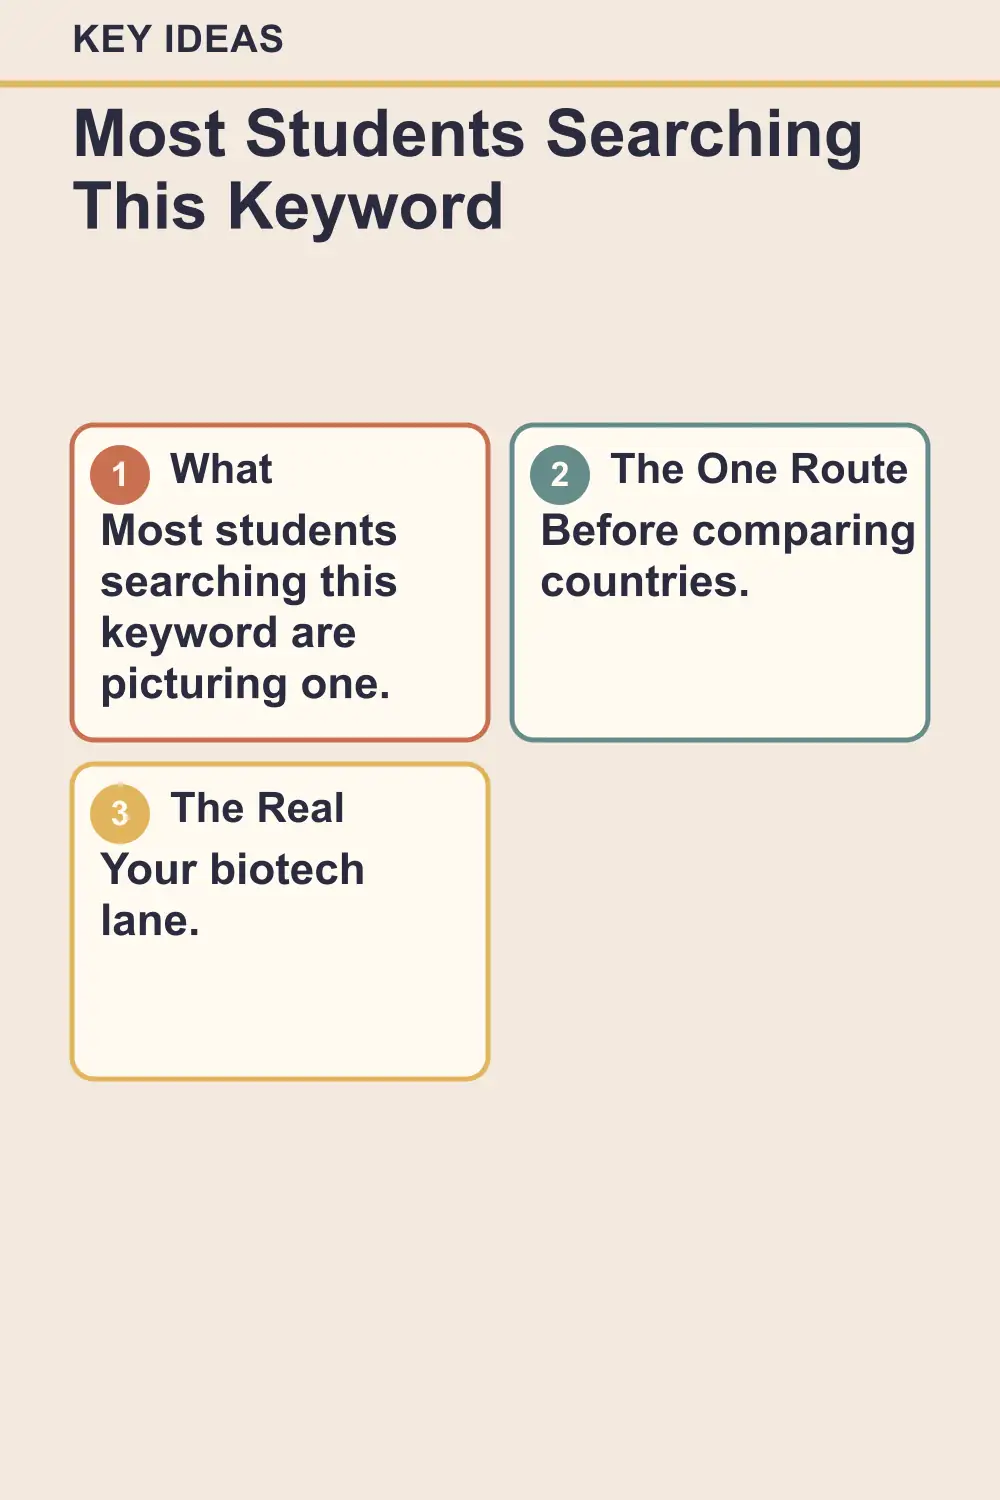 KEY IDEAS
Most Students Searching
This Keyword
1 What
Most students
searching this
keyword are
picturing one.
2 The One Route
Before comparing
countries.
3 The Real
Your biotech
lane.